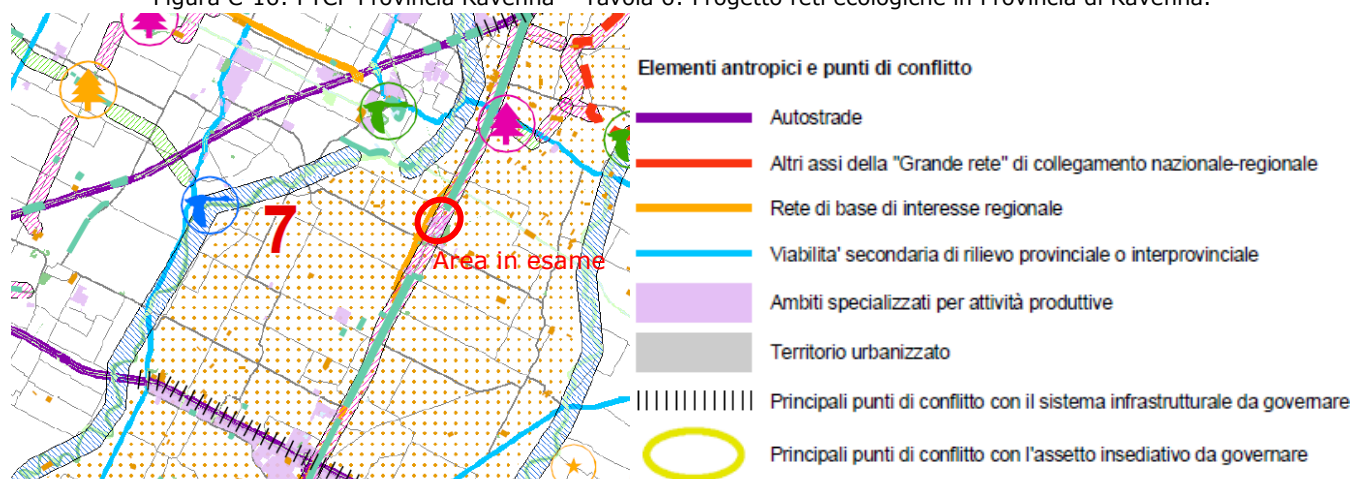 Figura C-16: PTCP Provincia Ravenna – Tavola 6: Progetto reti ecologiche in Provincia di Ravenna.
7
Area in esame
Elementi antropici e punti di conflitto
Autostrade
Altri assi della "Grande rete" di collegamento nazionale-regionale
Rete di base di interesse regionale
Viabilita' secondaria di rilievo provinciale o interprovinciale
Ambiti specializzati per attività produttive
Territorio urbanizzato
Principali punti di conflitto con il sistema infrastrutturale da governare
Principali punti di conflitto con l'assetto insediativo da governare